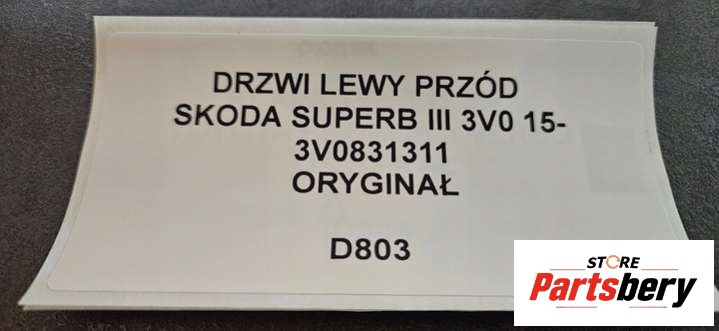 DRZWI LEWY PRZÓD
SKODA SUPERB III 3V0 15-
3V0831311
ORYGINAŁ
D803
STORE
Partsbery